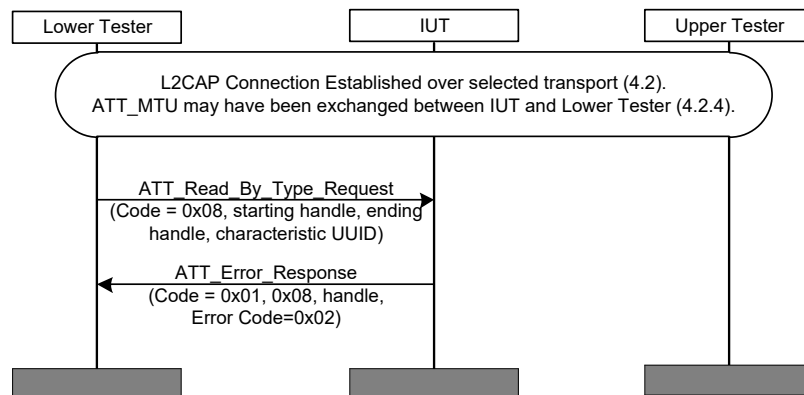 Lower Tester
IUT
Upper Tester
L2CAP Connection Established over selected transport (4.2).
ATT_MTU may have been exchanged between IUT and Lower Tester (4.2.4).
ATT_Read_By_Type_Request
(Code = 0x08, starting handle, ending
handle, characteristic UUID)
ATT_Error_Response
(Code = 0x01, 0x08, handle,
Error Code=0x02)